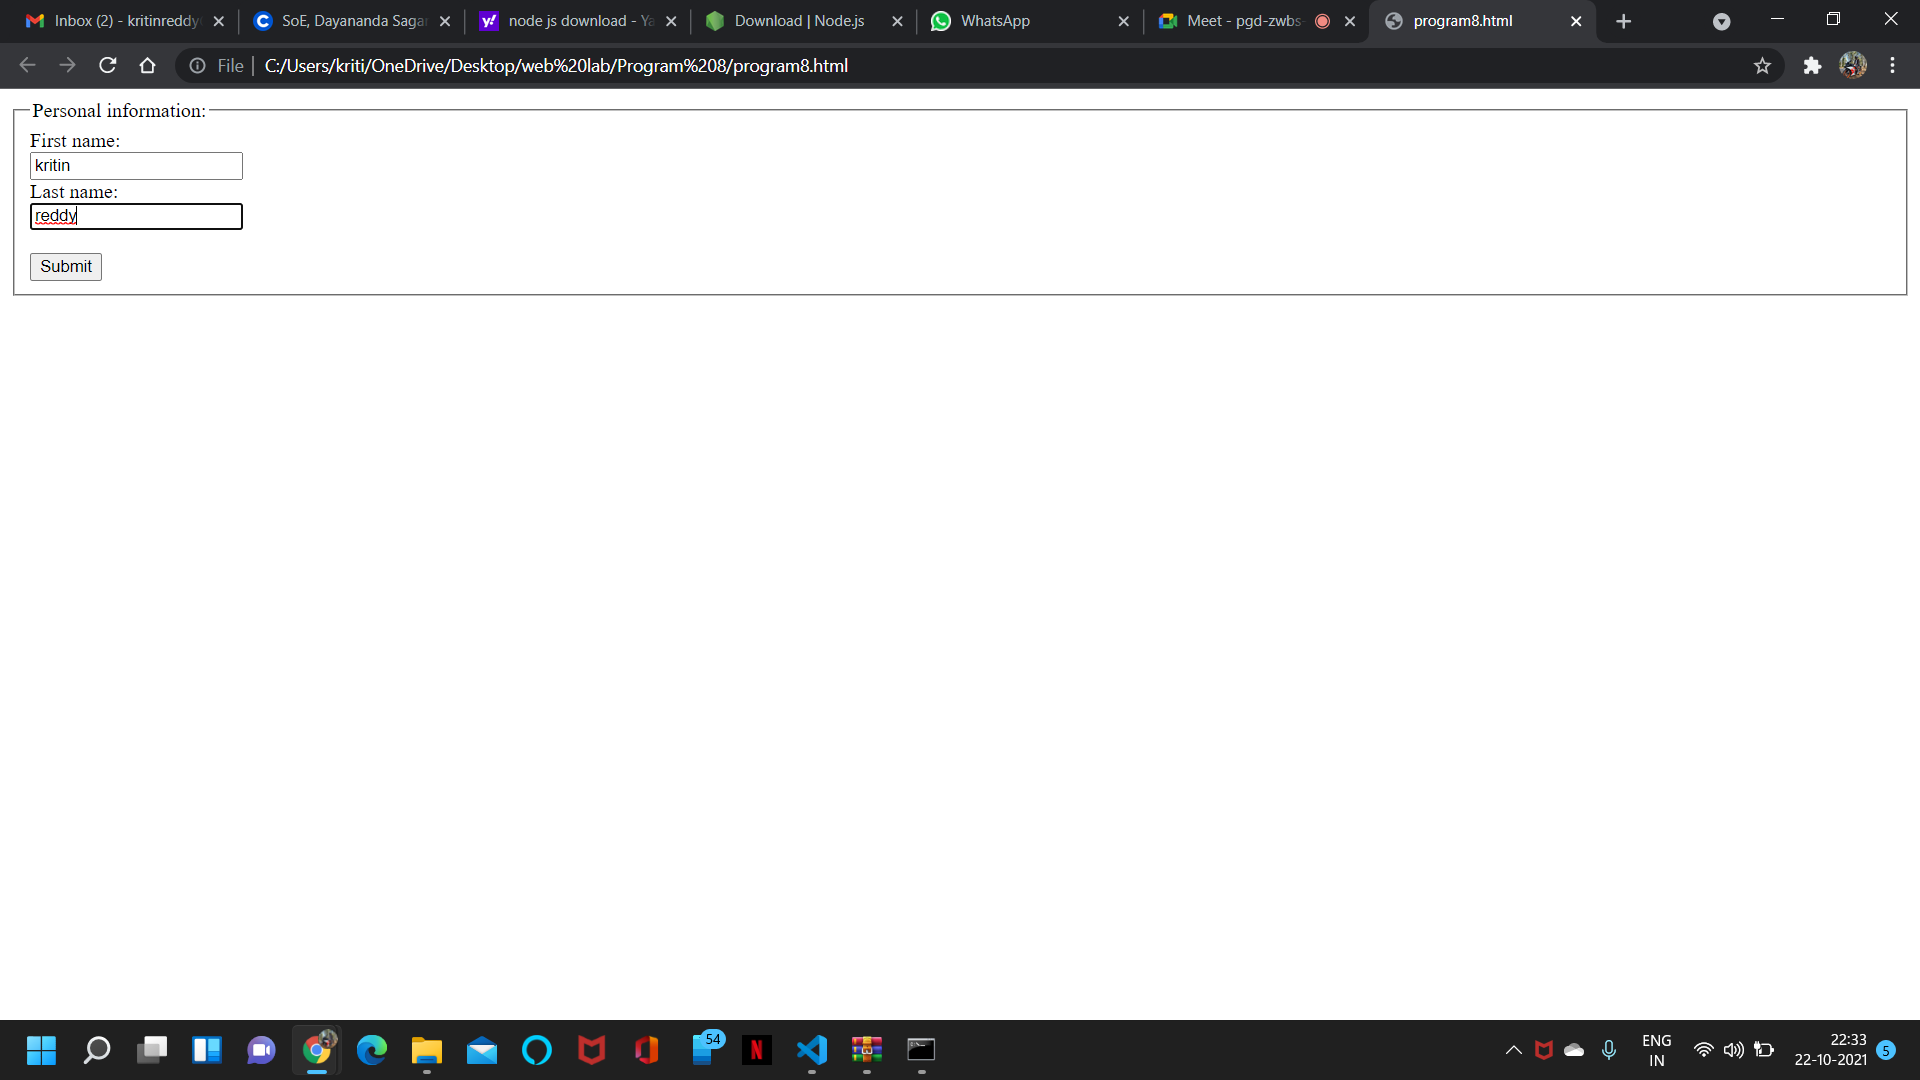 Inbox (2) - kritinreddy
SoE, Dayananda Sagar
node js download - Ya
Download | Node.js
WhatsApp
Meet - pgd-zwbs-
program8.html
File
C:/Users/kriti/OneDrive/Desktop/web%20lab/Program%208/program8.html
Personal information:
First name:
kritin
Last name:
reddy
Submit
54
ENG
IN
22:33
22-10-2021
5